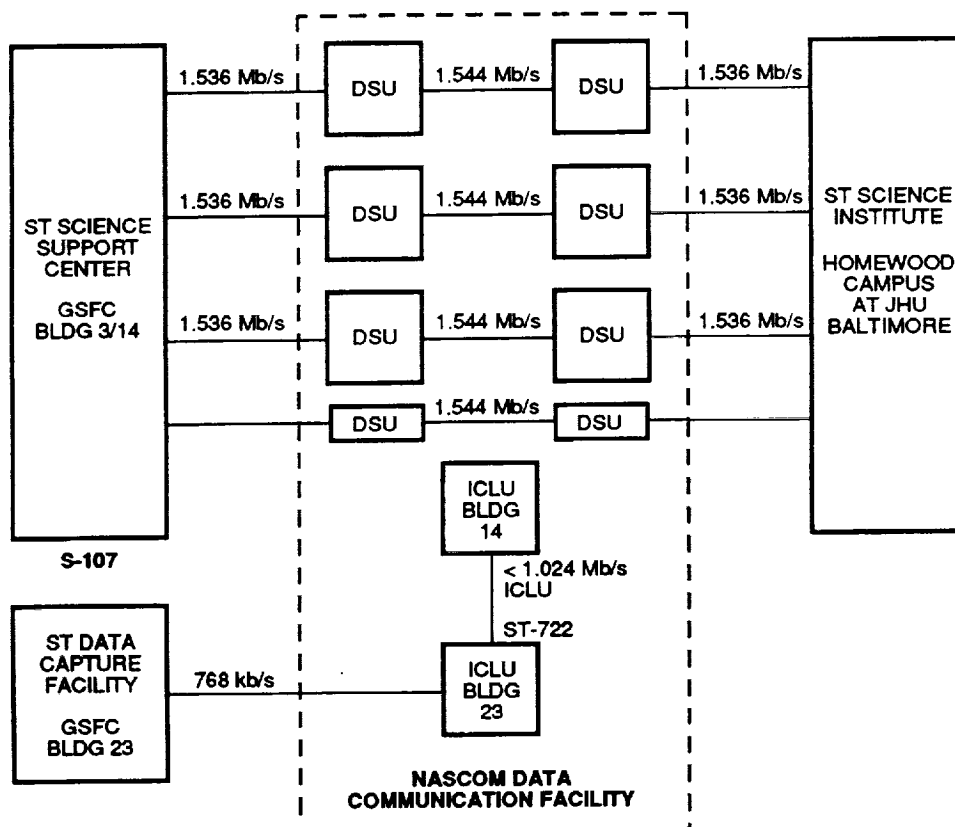 1.536 Mb/s
DSU
1.544 Mb/s
DSU
1.536 Mb/s
1.536 Mb/s
DSU
1.544 Mb/s
DSU
1.536 Mb/s
ST SCIENCE
SUPPORT
CENTER
GSFC
BLDG 3/14
ST SCIENCE
INSTITUTE
HOMEWOOD
CAMPUS
AT JHU
BALTIMORE
1.536 Mb/s
DSU
1.544 Mb/s
DSU
1.536 Mb/s
DSU
1.544 Mb/s
DSU
ICLU
BLDG
14
S-107
< 1.024 Mb/s
ICLU
ST-722
ST DATA
CAPTURE
FACILITY
GSFC
BLDG 23
768 kb/s
ICLU
BLDG
23
NASCOM DATA
COMMUNICATION FACILITY